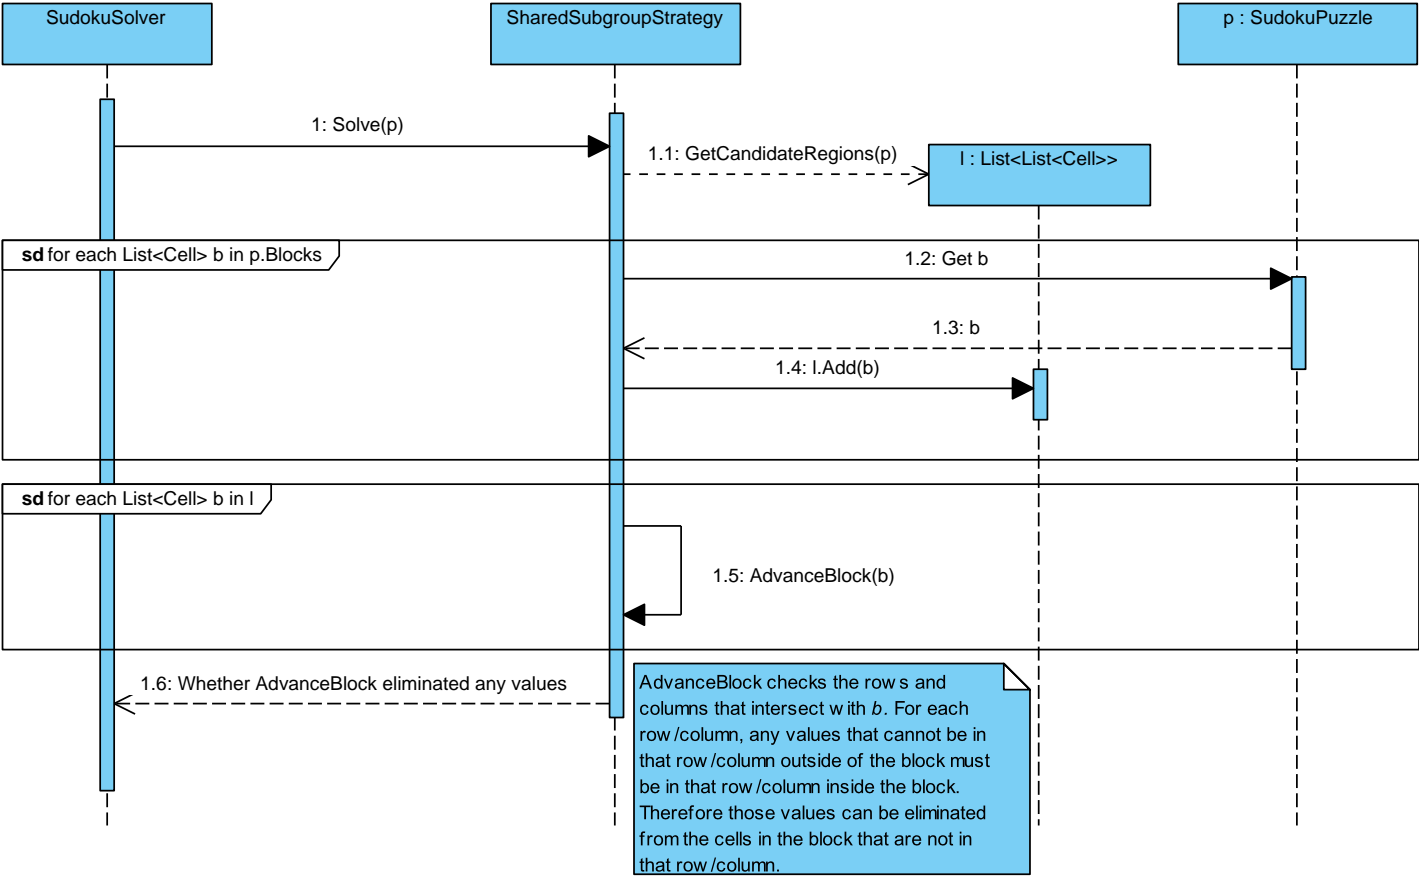 SudokuSolver
SharedSubgroupStrategy
p : SudokuPuzzle
1: Solve(p)
1.1: GetCandidateRegions(p)
l : List<List<Cell>>
sd for each List<Cell> b in p.Blocks
1.2: Get b
1.3: b
1.4: l.Add(b)
sd for each List<Cell> b in l
1.5: AdvanceBlock(b)
1.6: Whether AdvanceBlock eliminated any values
AdvanceBlock checks the rows and
columns that intersect with b. For each
row/column, any values that cannot be in
that row/column outside of the block must
be in that row/column inside the block.
Therefore those values can be eliminated
from the cells in the block that are not in
that row/column.